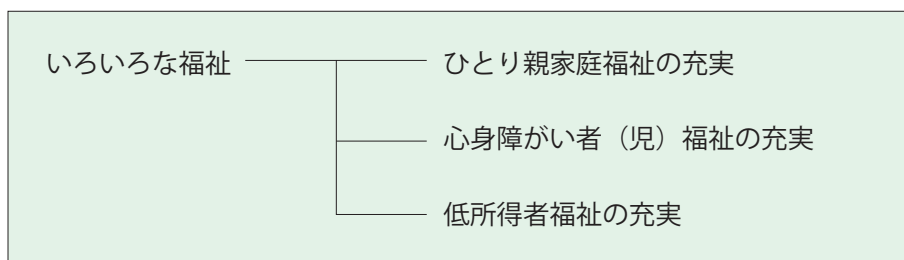 いろいろな福祉
ひとり親家庭福祉の充実
心身障がい者（児）福祉の充実
低所得者福祉の充実